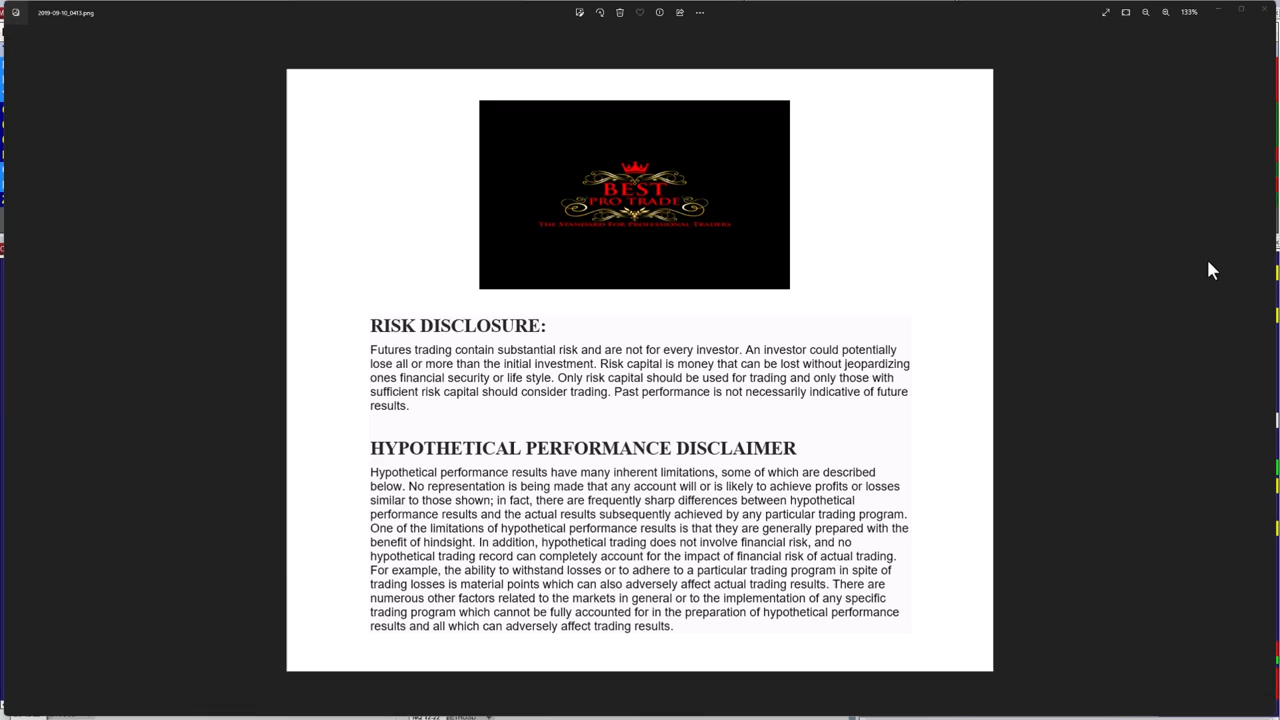 2019-09-10_0413.png
133%
BEST
PRO TRADE
THE STANDARD FOR PROFESSIONAL TRADERS
RISK DISCLOSURE:
Futures trading contain substantial risk and are not for every investor. An investor could potentially
lose all or more than the initial investment. Risk capital is money that can be lost without jeopardizing
ones financial security or life style. Only risk capital should be used for trading and only those with
sufficient risk capital should consider trading. Past performance is not necessarily indicative of future
results.
HYPOTHETICAL PERFORMANCE DISCLAIMER
Hypothetical performance results have many inherent limitations, some of which are described
below. No representation is being made that any account will or is likely to achieve profits or losses
similar to those shown; in fact, there are frequently sharp differences between hypothetical
performance results and the actual results subsequently achieved by any particular trading program.
One of the limitations of hypothetical performance results is that they are generally prepared with the
benefit of hindsight. In addition, hypothetical trading does not involve financial risk, and no
hypothetical trading record can completely account for the impact of financial risk of actual trading.
For example, the ability to withstand losses or to adhere to a particular trading program in spite of
trading losses is material points which can also adversely affect actual trading results. There are
numerous other factors related to the markets in general or to the implementation of any specific
trading program which cannot be fully accounted for in the preparation of hypothetical performance
results and all which can adversely affect trading results.